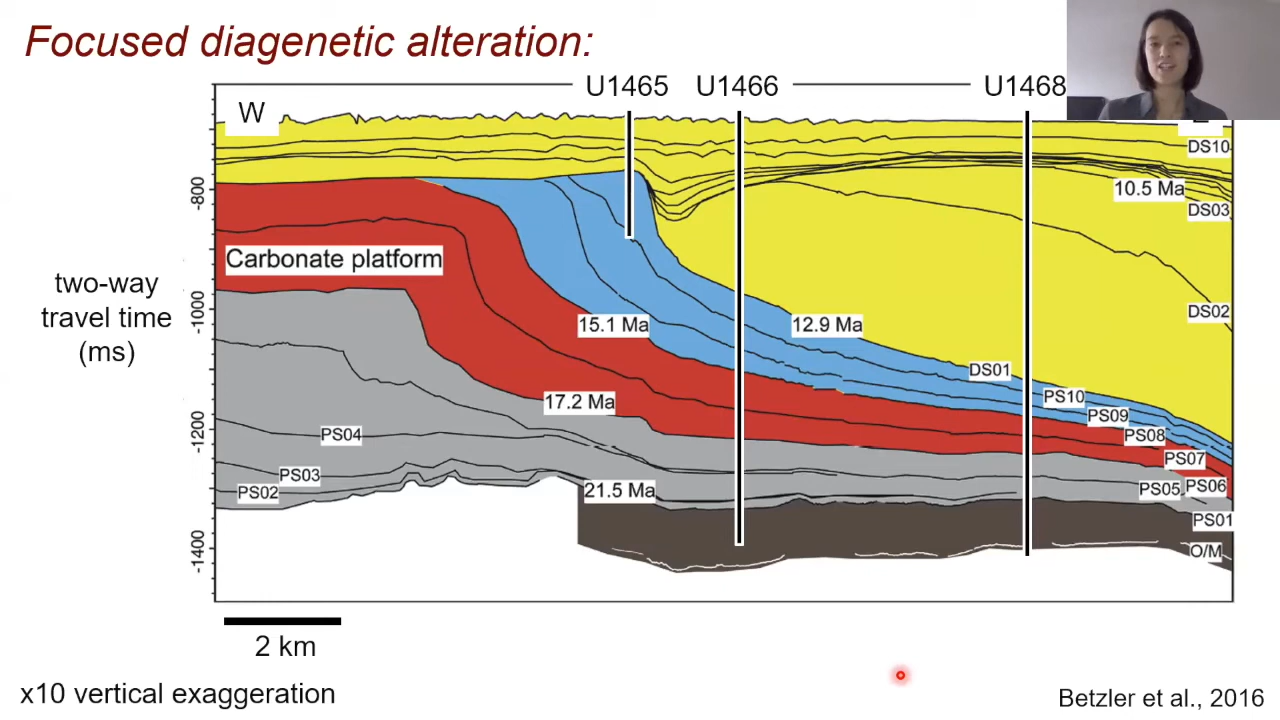 Focused diagenetic alteration:
U1465 U1466 U1468
W
DS10
-800
10.5 Ma
DS03
Carbonate platform
two-way
travel time
(ms)
-1000
DS02
15.1 Ma
12.9 Ma
DS01
PS10
17.2 Ma
PS09
-1200
PS04
PS08
PS07
PS03
PS02
21.5 Ma
PS05
PS06
PS01
-1400
O/M
2 km
x10 vertical exaggeration
Betzler et al., 2016